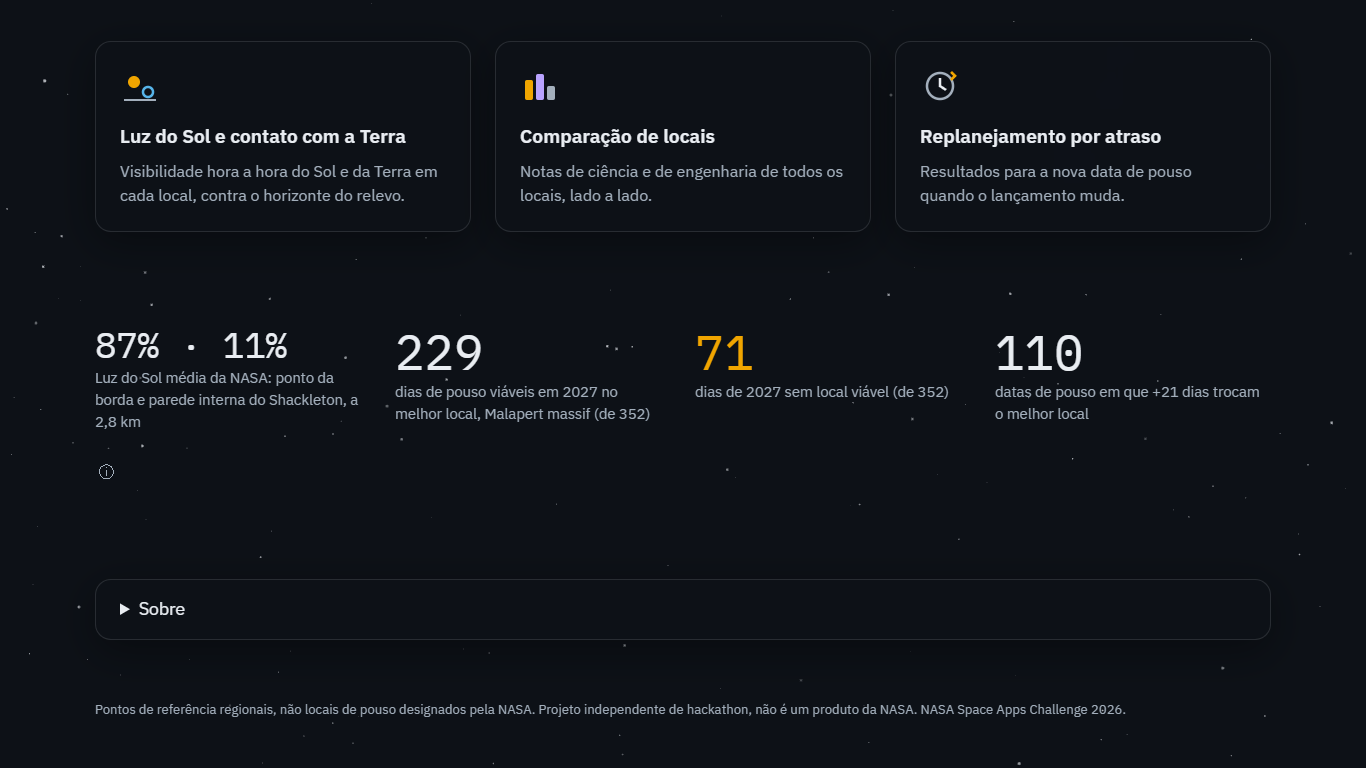 Luz do Sol e contato com a Terra
Visibilidade hora a hora do Sol e da Terra em
cada local, contra o horizonte do relevo.
Comparação de locais
Notas de ciência e de engenharia de todos os
locais, lado a lado.
Replanejamento por atraso
Resultados para a nova data de pouso
quando o lançamento muda.
87% · 11%
Luz do Sol média da NASA: ponto da
borda e parede interna do Shackleton, a
2,8 km
229
dias de pouso viáveis em 2027 no
melhor local, Malapert massif (de 352)
71
dias de 2027 sem local viável (de 352)
110
datas de pouso em que +21 dias trocam
o melhor local
Sobre
Pontos de referência regionais, não locais de pouso designados pela NASA. Projeto independente de hackathon, não é um produto da NASA. NASA Space Apps Challenge 2026.